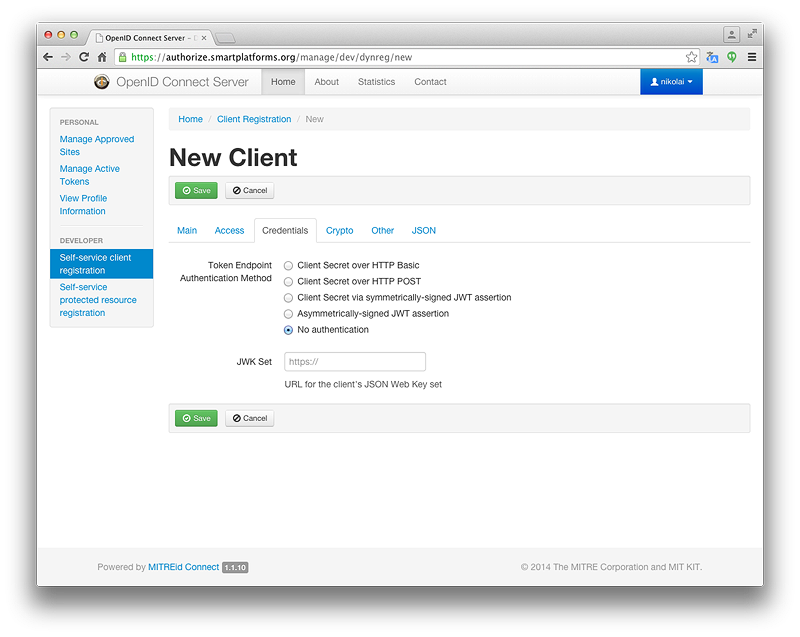 OpenID Connect Server –
https://authorize.smartplatforms.org/manage/dev/dynreg/new
OpenID Connect Server Home About Statistics Contact nikolai
PERSONAL
Manage Approved
Sites
Manage Active
Tokens
View Profile
Information
DEVELOPER
Self-service client
registration
Self-service
protected resource
registration
Home / Client Registration / New
New Client
Save Cancel
Main Access Credentials Crypto Other JSON
Token Endpoint
Authentication Method
Client Secret over HTTP Basic
Client Secret over HTTP POST
Client Secret via symmetrically-signed JWT assertion
Asymmetrically-signed JWT assertion
No authentication
JWK Set https://
URL for the client's JSON Web Key set
Save Cancel
Powered by MITREid Connect 1.1.10
© 2014 The MITRE Corporation and MIT KIT.